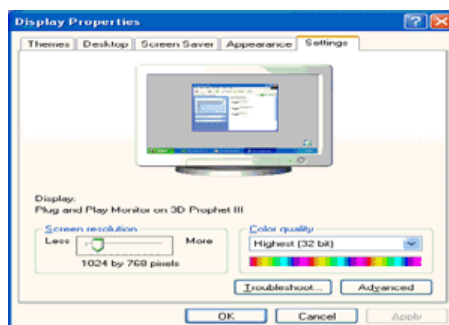 Display Properties
Themes Desktop Screen Saver Appearance Settings
Display:
Plug and Play Monitor on 3D Prophet III
Screen resolution
Less More
1024 by 768 pixels
Color quality
Highest (32 bit)
Troubleshoot... Advanced
OK Cancel Apply